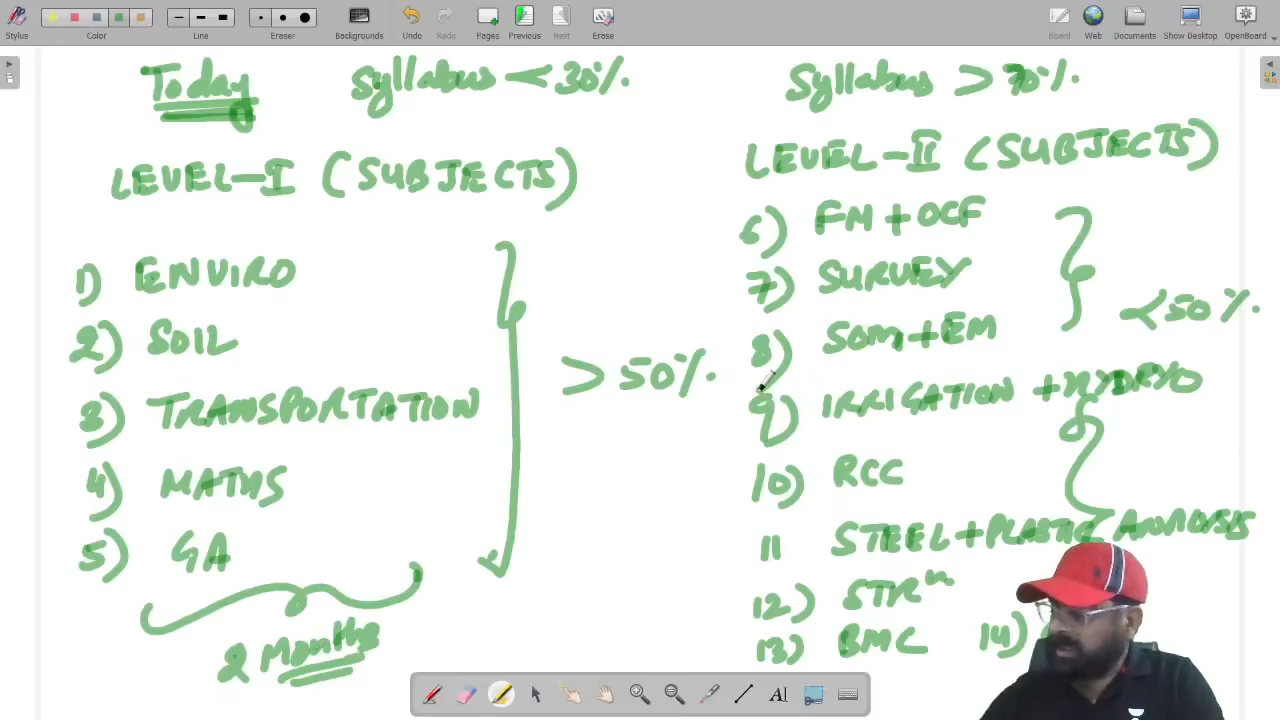 Stylus
Color
Line
Eraser
Backgrounds
Undo
Redo
Pages
Previous
Next
Erase
Board
Web
Documents
Show Desktop
OpenBoard
Today
Syllabus < 30%.
LEVEL-I (SUBJECTS)
1) ENVIRO
2) SOIL
3) TRANSPORTATION
4) MATHS
5) GA
> 50%.
2 Months
Syllabus > 70%.
LEVEL-II (SUBJECTS)
6) FM+OCF
7) SURVEY
8) SOM+EM
<50%.
9) IRRIGATION + HYDRO
10) RCC
11 STEEL+PLASTIC ANALYSIS
12) STRⁿ
13) BMC 14)